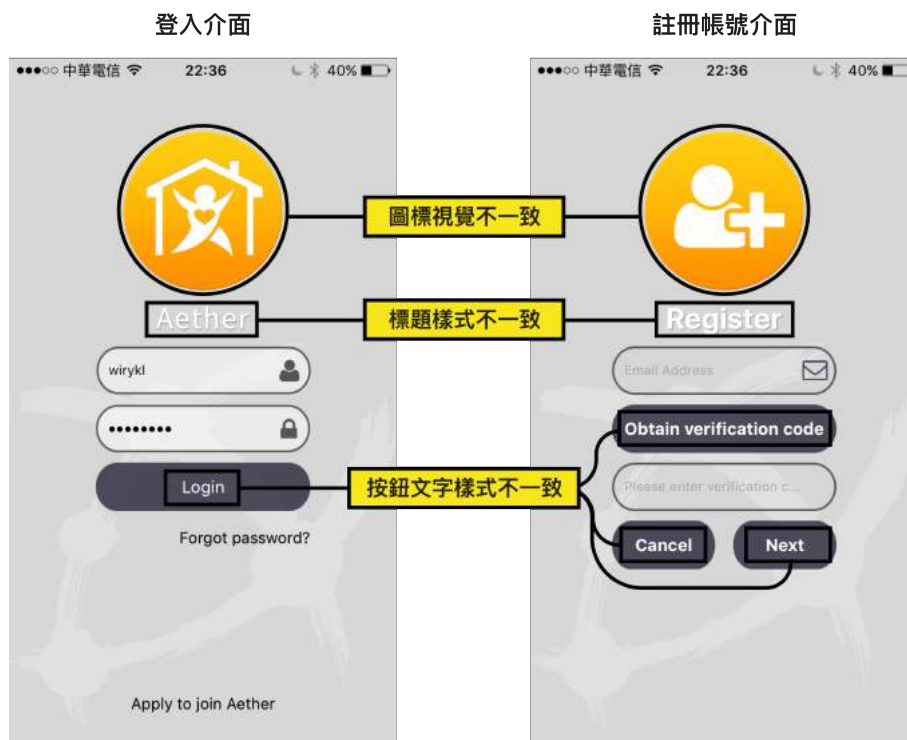 登入介面
註冊帳號介面
中華電信 22:36 40%
中華電信 22:36 40%
圖標視覺不一致
Aether
標題樣式不一致
Register
wirykl
Email Address
••••••••
Obtain verification code
Login
按鈕文字樣式不一致
Please enter verification c...
Forgot password?
Cancel
Next
Apply to join Aether